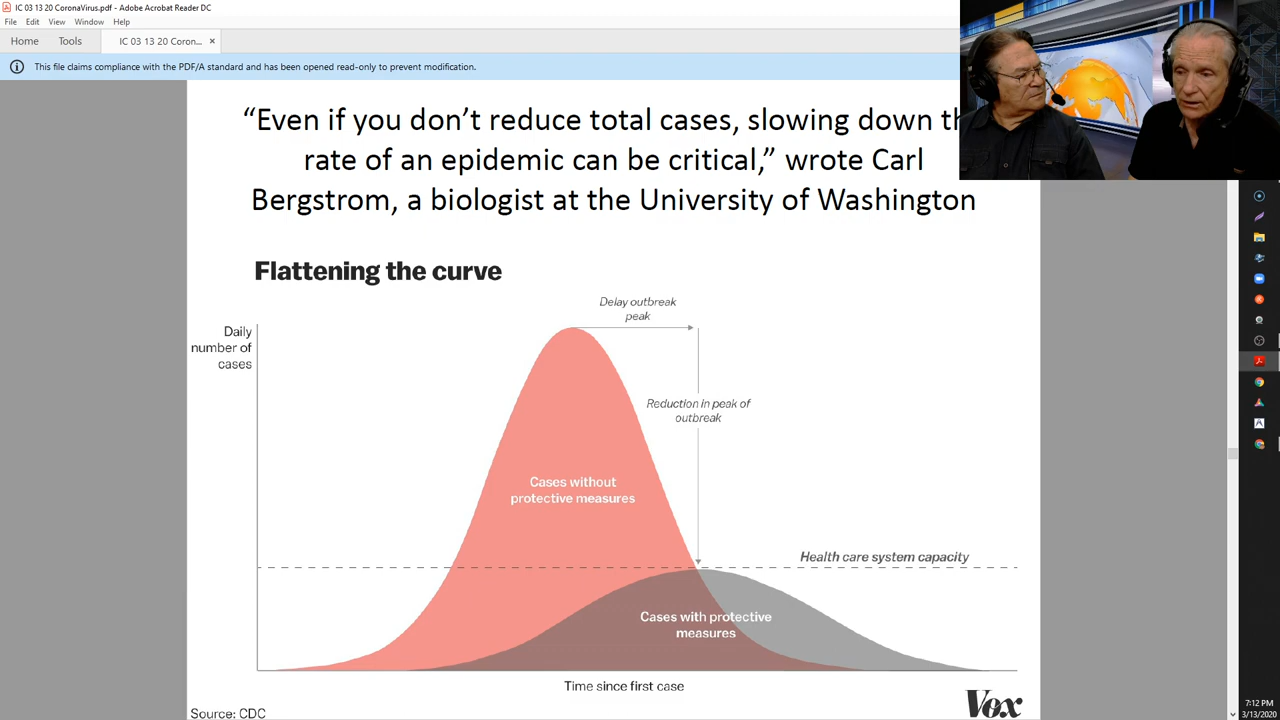 IC 03 13 20 CoronaVirus.pdf - Adobe Acrobat Reader DC
File Edit View Window Help
Home Tools IC 03 13 20 Coron... ×
This file claims compliance with the PDF/A standard and has been opened read-only to prevent modification.
“Even if you don’t reduce total cases, slowing down
rate of an epidemic can be critical,” wrote Carl
Bergstrom, a biologist at the University of Washington
Flattening the curve
Delay outbreak
peak
Daily
number of
cases
Reduction in peak of
outbreak
Cases without
protective measures
Health care system capacity
Cases with protective
measures
Time since first case
Vox
Source: CDC
7:12 PM
3/13/2020